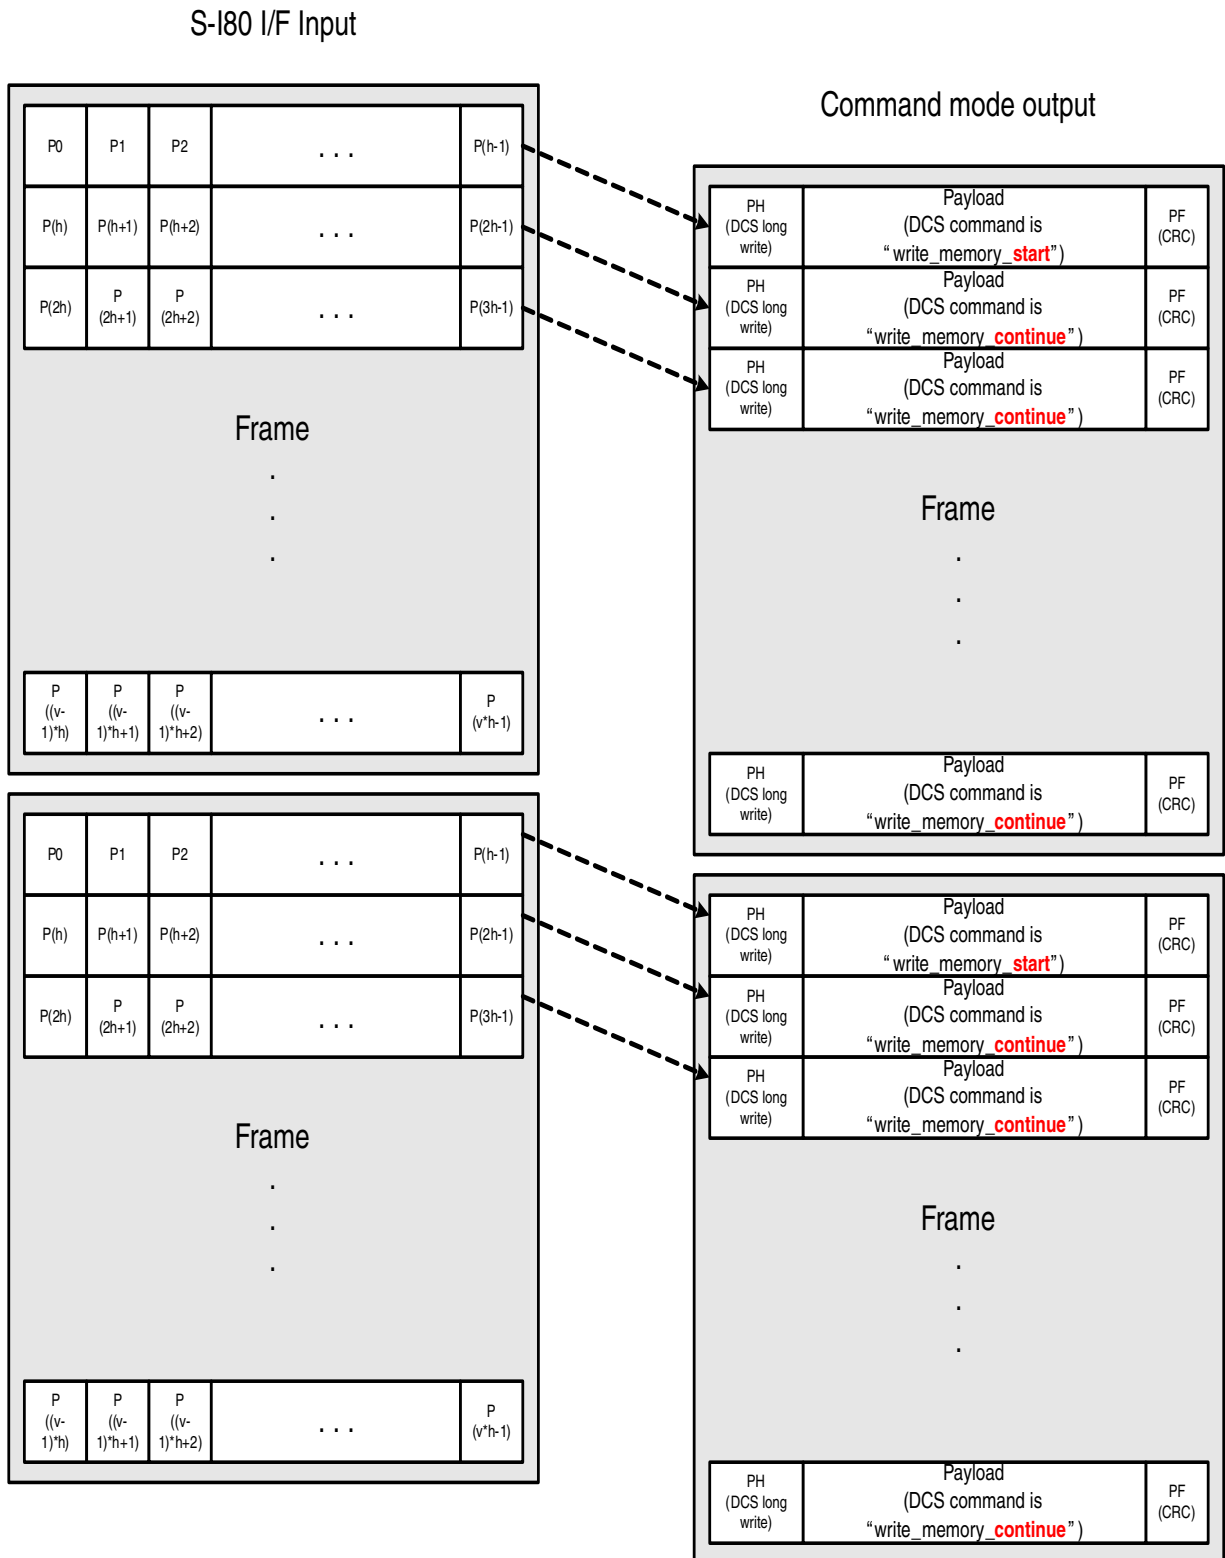 S-I80 I/F Input
Command mode output
P0 P1 P2 . . . P(h-1)
P(h) P(h+1) P(h+2) . . . P(2h-1)
P(2h) P (2h+1) P (2h+2) . . . P(3h-1)
Frame
.
.
.
P ((v-1)*h) P ((v-1)*h+1) P ((v-1)*h+2) . . . P (v*h-1)
PH (DCS long write) Payload (DCS command is “write_memory_start”) PF (CRC)
PH (DCS long write) Payload (DCS command is “write_memory_continue”) PF (CRC)
PH (DCS long write) Payload (DCS command is “write_memory_continue”) PF (CRC)
Frame
.
.
.
PH (DCS long write) Payload (DCS command is “write_memory_continue”) PF (CRC)
P0 P1 P2 . . . P(h-1)
P(h) P(h+1) P(h+2) . . . P(2h-1)
P(2h) P (2h+1) P (2h+2) . . . P(3h-1)
Frame
.
.
.
P ((v-1)*h) P ((v-1)*h+1) P ((v-1)*h+2) . . . P (v*h-1)
PH (DCS long write) Payload (DCS command is “write_memory_start”) PF (CRC)
PH (DCS long write) Payload (DCS command is “write_memory_continue”) PF (CRC)
PH (DCS long write) Payload (DCS command is “write_memory_continue”) PF (CRC)
Frame
.
.
.
PH (DCS long write) Payload (DCS command is “write_memory_continue”) PF (CRC)